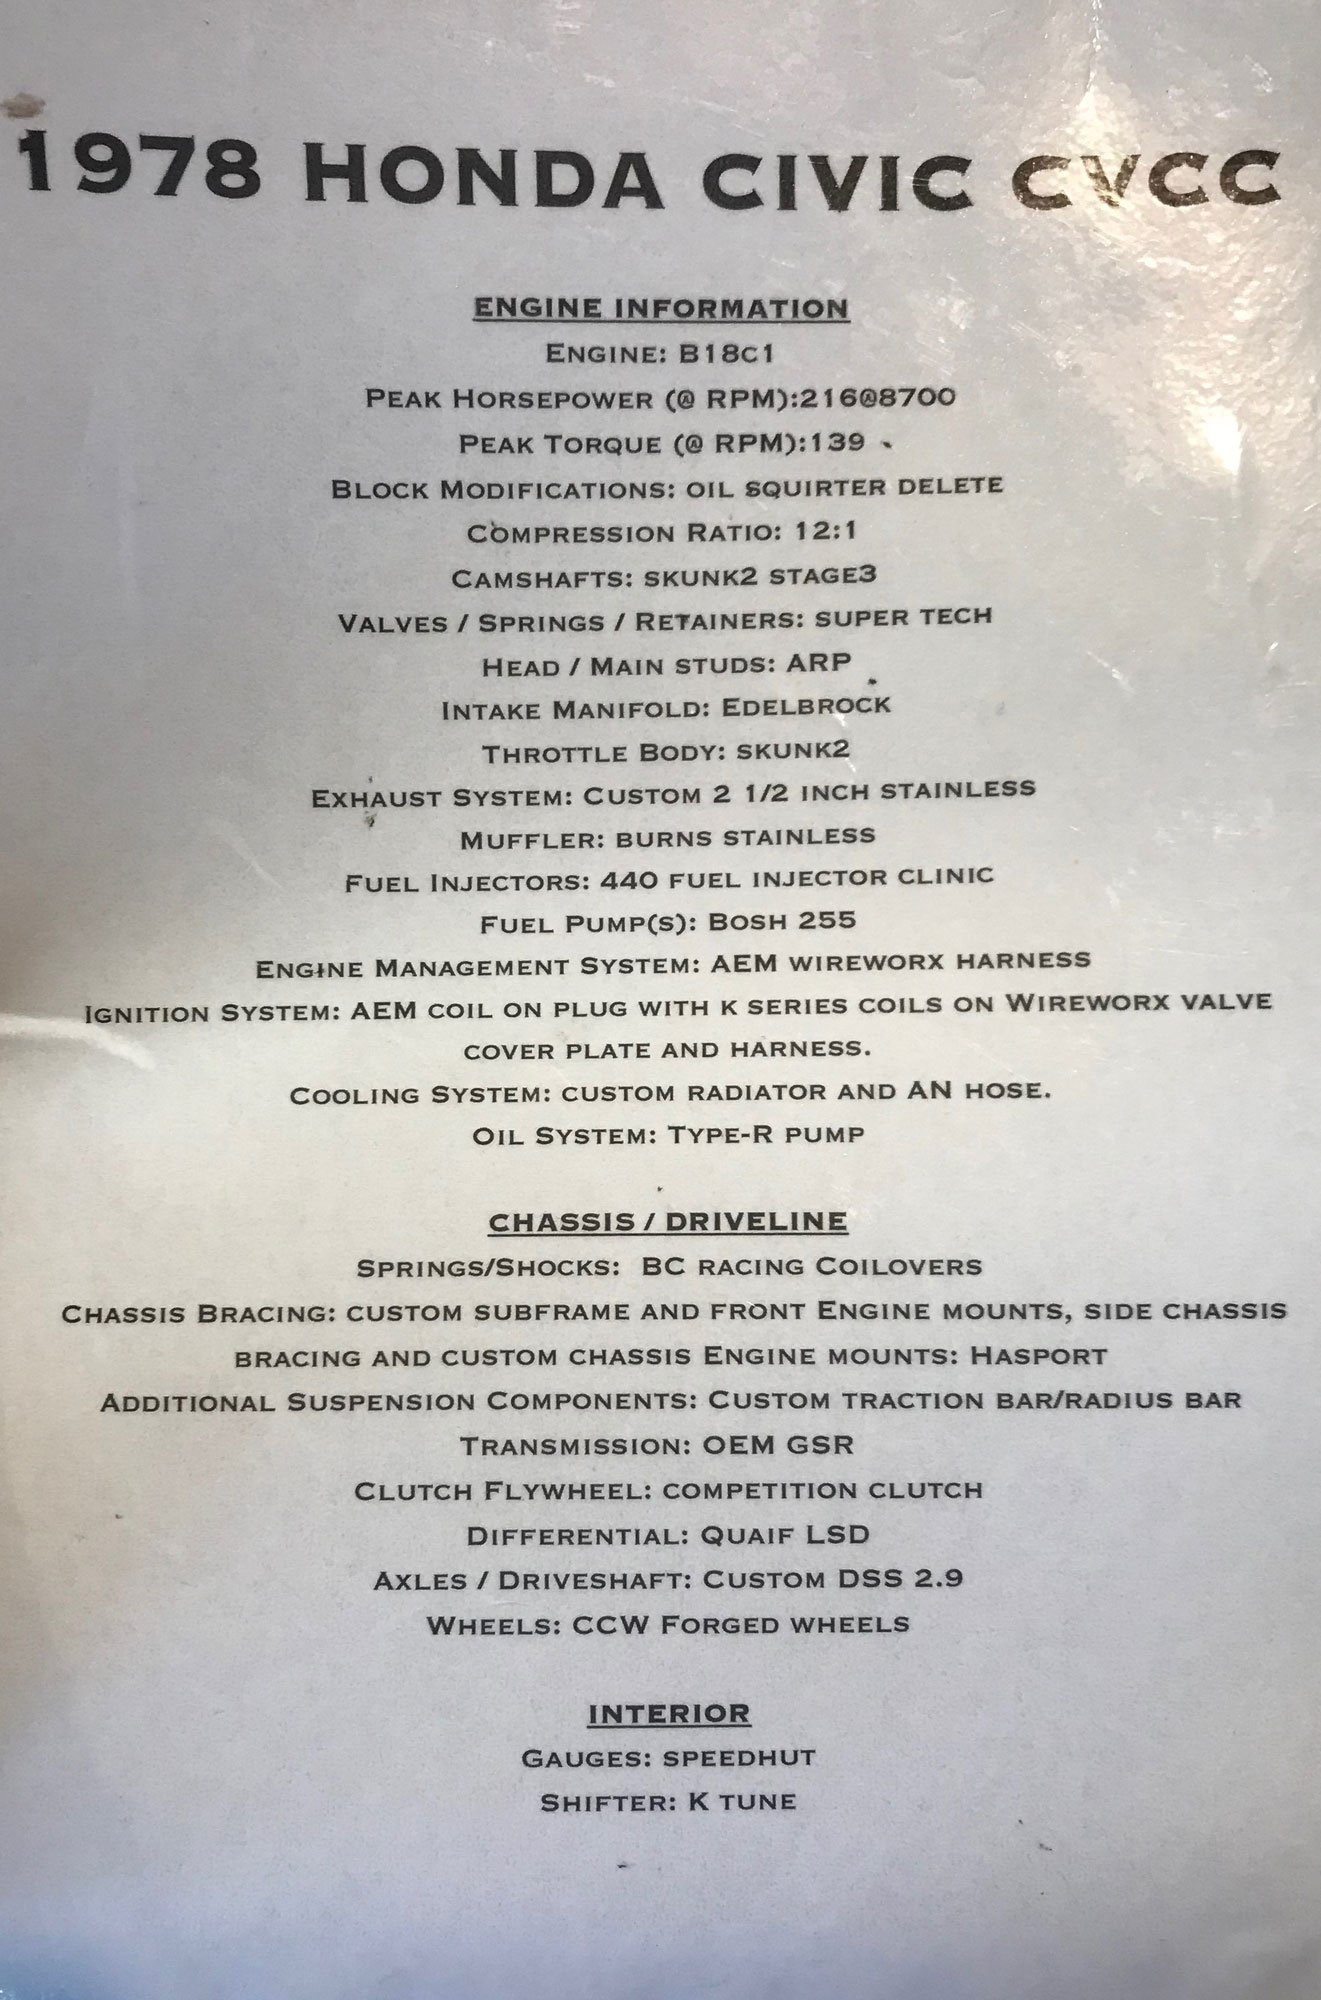 1978 HONDA CIVIC CVCC
ENGINE INFORMATION
ENGINE: B18C1
PEAK HORSEPOWER (@ RPM):216@8700
PEAK TORQUE (@ RPM):139
BLOCK MODIFICATIONS: OIL SQUIRTER DELETE
COMPRESSION RATIO: 12:1
CAMSHAFTS: SKUNK2 STAGE3
VALVES / SPRINGS / RETAINERS: SUPER TECH
HEAD / MAIN STUDS: ARP
INTAKE MANIFOLD: EDELBROCK
THROTTLE BODY: SKUNK2
EXHAUST SYSTEM: CUSTOM 2 1/2 INCH STAINLESS
MUFFLER: BURNS STAINLESS
FUEL INJECTORS: 440 FUEL INJECTOR CLINIC
FUEL PUMP(S): BOSH 255
ENGINE MANAGEMENT SYSTEM: AEM WIREWORX HARNESS
IGNITION SYSTEM: AEM COIL ON PLUG WITH K SERIES COILS ON WIREWORX VALVE
COVER PLATE AND HARNESS.
COOLING SYSTEM: CUSTOM RADIATOR AND AN HOSE.
OIL SYSTEM: TYPE-R PUMP
CHASSIS / DRIVELINE
SPRINGS/SHOCKS: BC RACING COILOVERS
CHASSIS BRACING: CUSTOM SUBFRAME AND FRONT ENGINE MOUNTS, SIDE CHASSIS
BRACING AND CUSTOM CHASSIS ENGINE MOUNTS: HASPORT
ADDITIONAL SUSPENSION COMPONENTS: CUSTOM TRACTION BAR/RADIUS BAR
TRANSMISSION: OEM GSR
CLUTCH FLYWHEEL: COMPETITION CLUTCH
DIFFERENTIAL: QUAIF LSD
AXLES / DRIVESHAFT: CUSTOM DSS 2.9
WHEELS: CCW FORGED WHEELS
INTERIOR
GAUGES: SPEEDHUT
SHIFTER: K TUNE